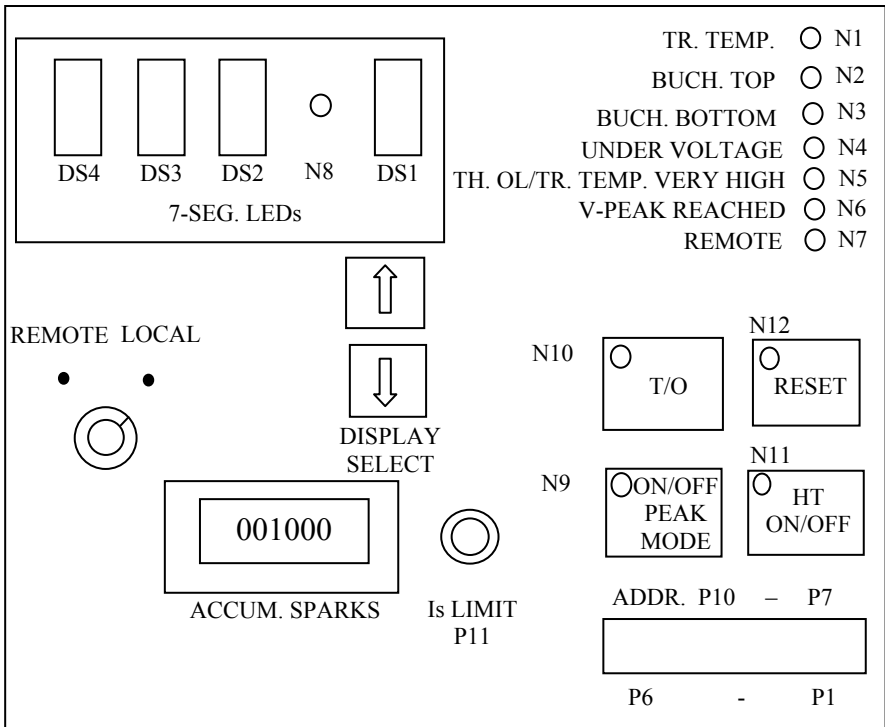 TR. TEMP. N1
BUCH. TOP N2
BUCH. BOTTOM N3
UNDER VOLTAGE N4
TH. OL/TR. TEMP. VERY HIGH N5
V-PEAK REACHED N6
REMOTE N7
DS4 DS3 DS2 N8 DS1
7-SEG. LEDs
REMOTE LOCAL
DISPLAY
SELECT
N10
T/O
N12
RESET
N9
ON/OFF
PEAK
MODE
N11
HT
ON/OFF
001000
ACCUM. SPARKS
Is LIMIT
P11
ADDR. P10 – P7
P6 - P1